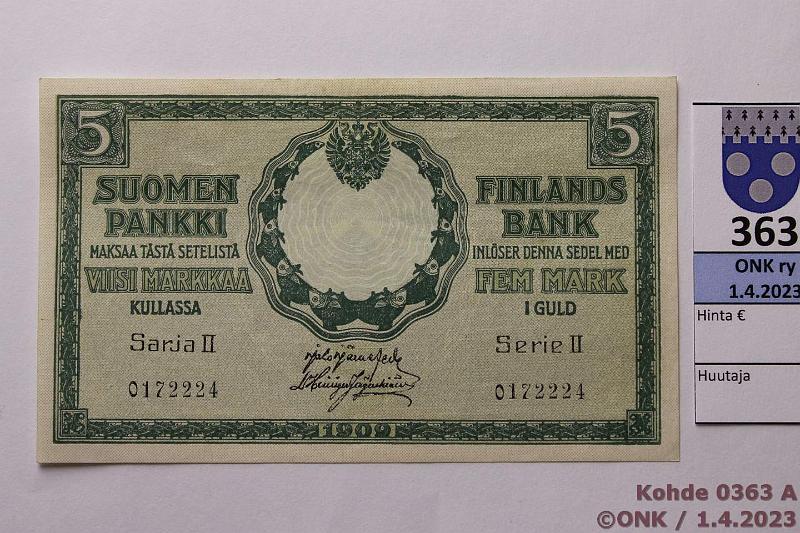 5
5
SUOMEN
PANKKI
MAKSAA TÄSTÄ SETELISTÄ
VIISI MARKKAA
KULLASSA
Sarja II
0172224
FINLANDS
BANK
INLÖSER DENNA SEDEL MED
FEM MARK
I GULD
Serie II
0172224
1909
363
ONK ry
1.4.2023
Hinta €
Huutaja
Kohde 0363 A
©ONK / 1.4.2023